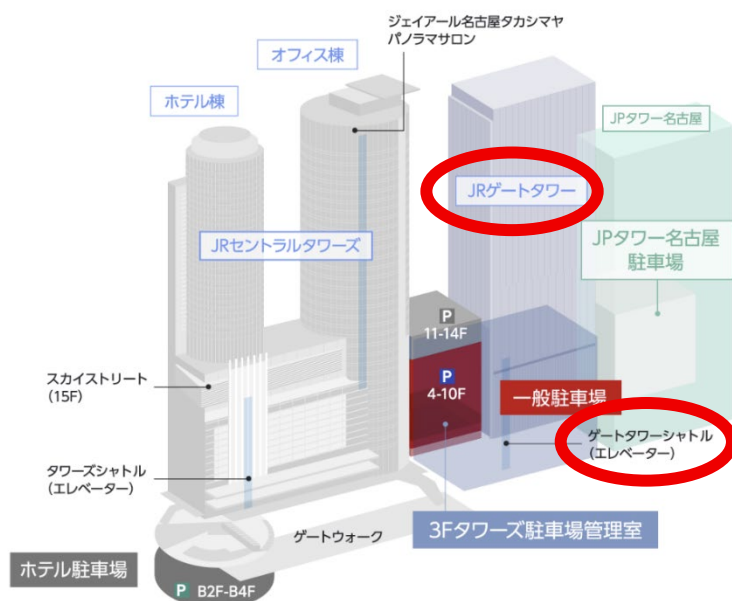 ジェイアール名古屋タカシマヤ
パノラマサロン
オフィス棟
ホテル棟
JPタワー名古屋
JRゲートタワー
JRセントラルタワーズ
JPタワー名古屋
駐車場
P
11-14F
P
4-10F
スカイストリート
(15F)
一般駐車場
ゲートタワーシャトル
(エレベーター)
タワーズシャトル
(エレベーター)
3Fタワーズ駐車場管理室
ゲートウォーク
ホテル駐車場
P B2F-B4F